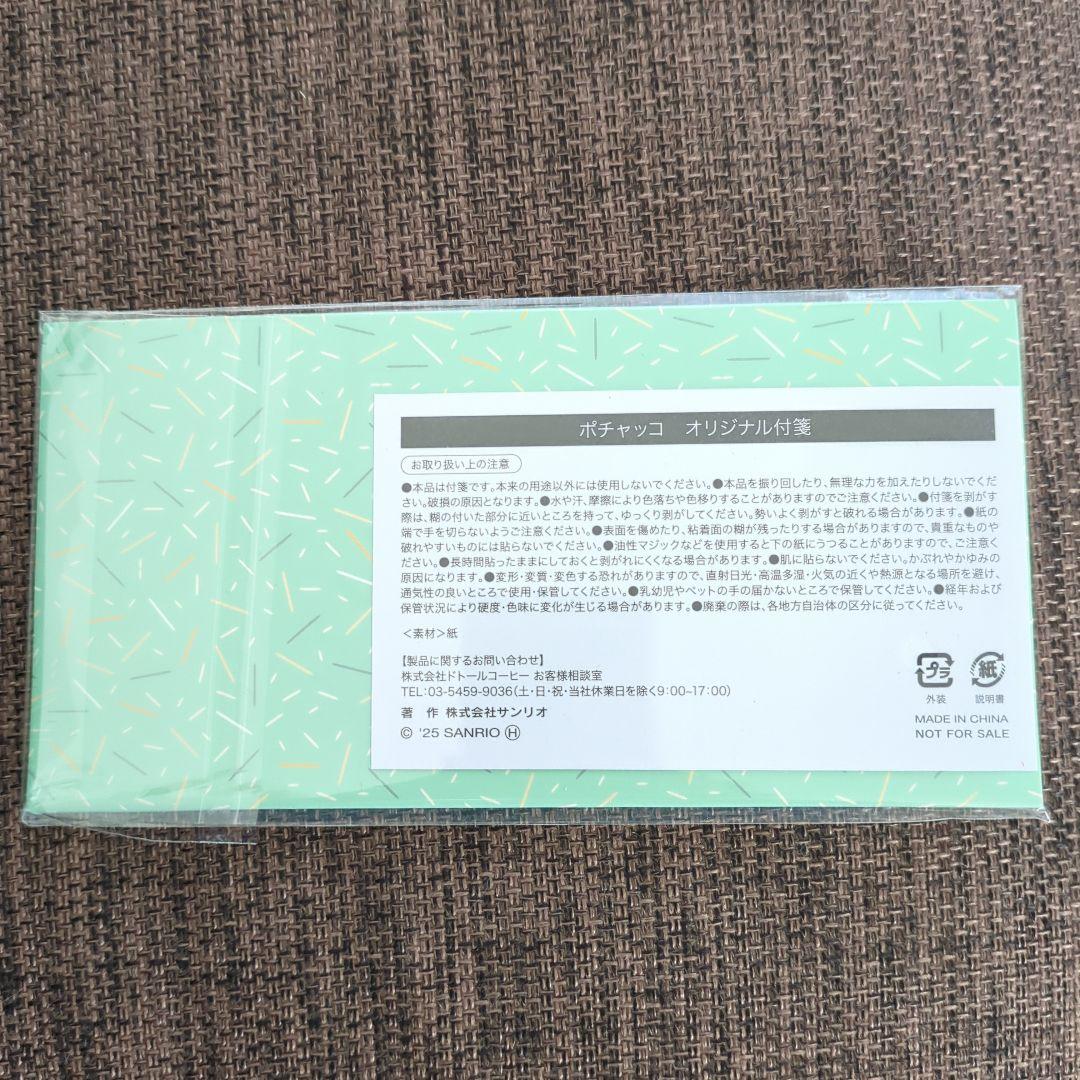 ポチャッコ　オリジナル付箋
お取り扱い上の注意
●本品は付箋です。本来の用途以外には使用しないでください。●本品を振り回したり、無理な力を加えたりしないでくだ
さい。破損の原因となります。●水や汗、摩擦により色落ちや色移りすることがありますのでご注意ください。●付箋を剥がす
際は、糊の付いた部分に近いところを持って、ゆっくり剥がしてください。勢いよく剥がすと破れる場合があります。●紙の
端で手を切らないようご注意ください。●表面を傷めたり、粘着面の糊が残ったりする場合がありますので、貴重なものや
破れやすいものには貼らないでください。●油性マジックなどを使用すると下の紙にうつることがありますので、ご注意くだ
さい。●長時間貼ったままにしておくと剥がれにくくなる場合があります。●肌に貼らないでください。かぶれやかゆみの
原因になります。●変形・変質・変色する恐れがありますので、直射日光・高温多湿・火気の近くや熱源となる場所を避け、
通気性の良いところで使用・保管してください。●乳幼児やペットの手の届かないところで保管してください。●経年および
保管状況により硬度・色味に変化が生じる場合があります。●廃棄の際は、各地方自治体の区分に従ってください。
＜素材＞紙
【製品に関するお問い合わせ】
株式会社ドトールコーヒー お客様相談室
TEL：03-5459-9036（土・日・祝・当社休業日を除く9：00~17：00）
著　作 株式会社サンリオ
© '25 SANRIO Ⓗ
プラ
外装
紙
説明書
MADE IN CHINA
NOT FOR SALE